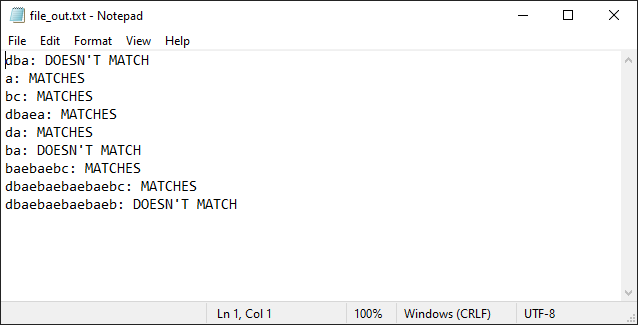 file_out.txt - Notepad
File Edit Format View Help
dba: DOESN'T MATCH
a: MATCHES
bc: MATCHES
dbaea: MATCHES
da: MATCHES
ba: DOESN'T MATCH
baebaebc: MATCHES
dbaebaebaebaebc: MATCHES
dbaebaebaebaeb: DOESN'T MATCH
Ln 1, Col 1 100% Windows (CRLF) UTF-8